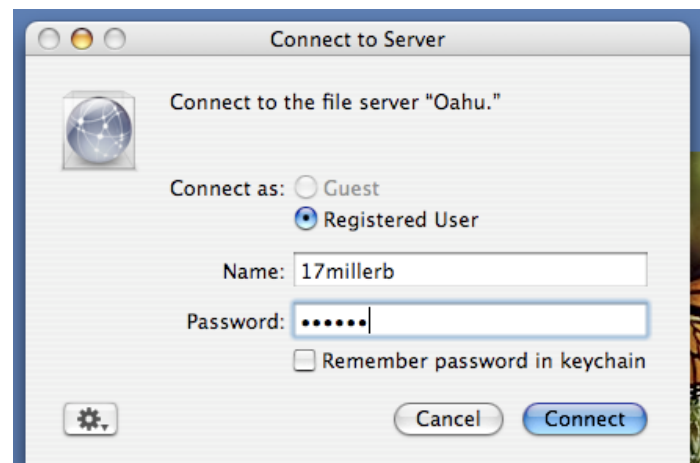 Connect to Server
Connect to the file server “Oahu.”
Connect as: Guest
Registered User
Name: 17millerb
Password: ••••••
Remember password in keychain
Cancel Connect